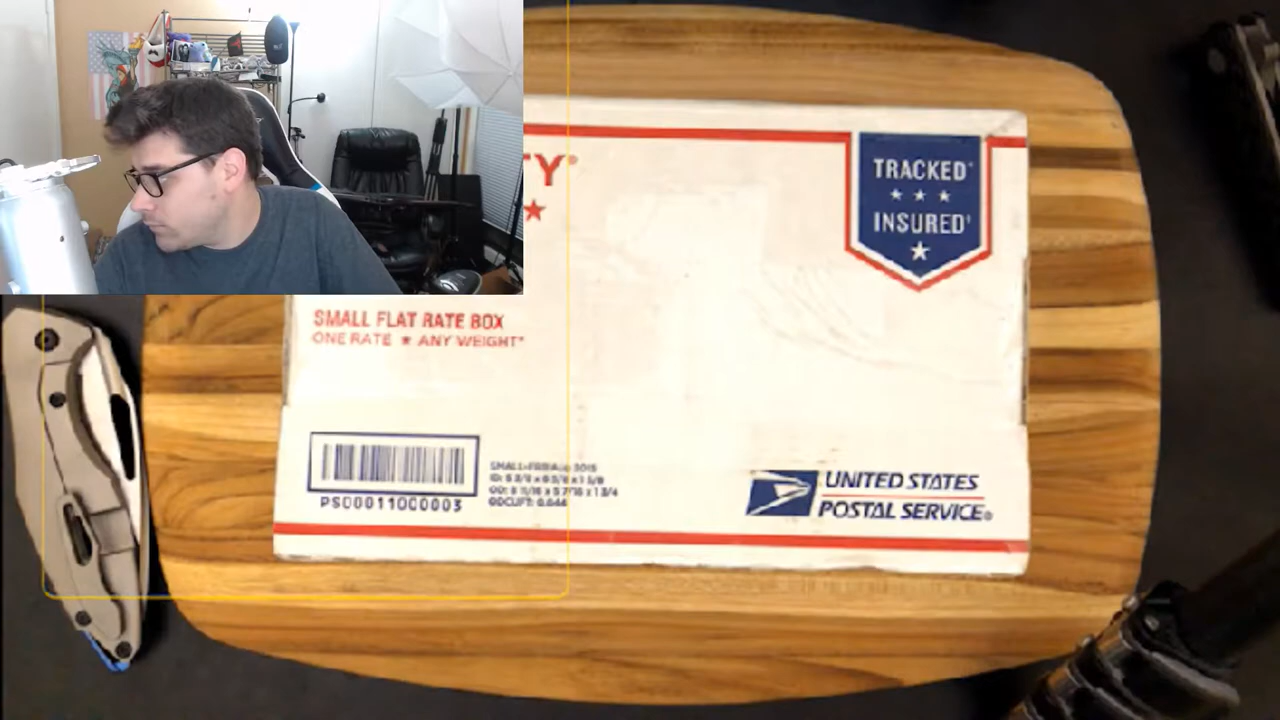 TY®
TRACKED*
INSURED†
SMALL FLAT RATE BOX
ONE RATE ★ ANY WEIGHT*
PS00011000003
UNITED STATES
POSTAL SERVICE®